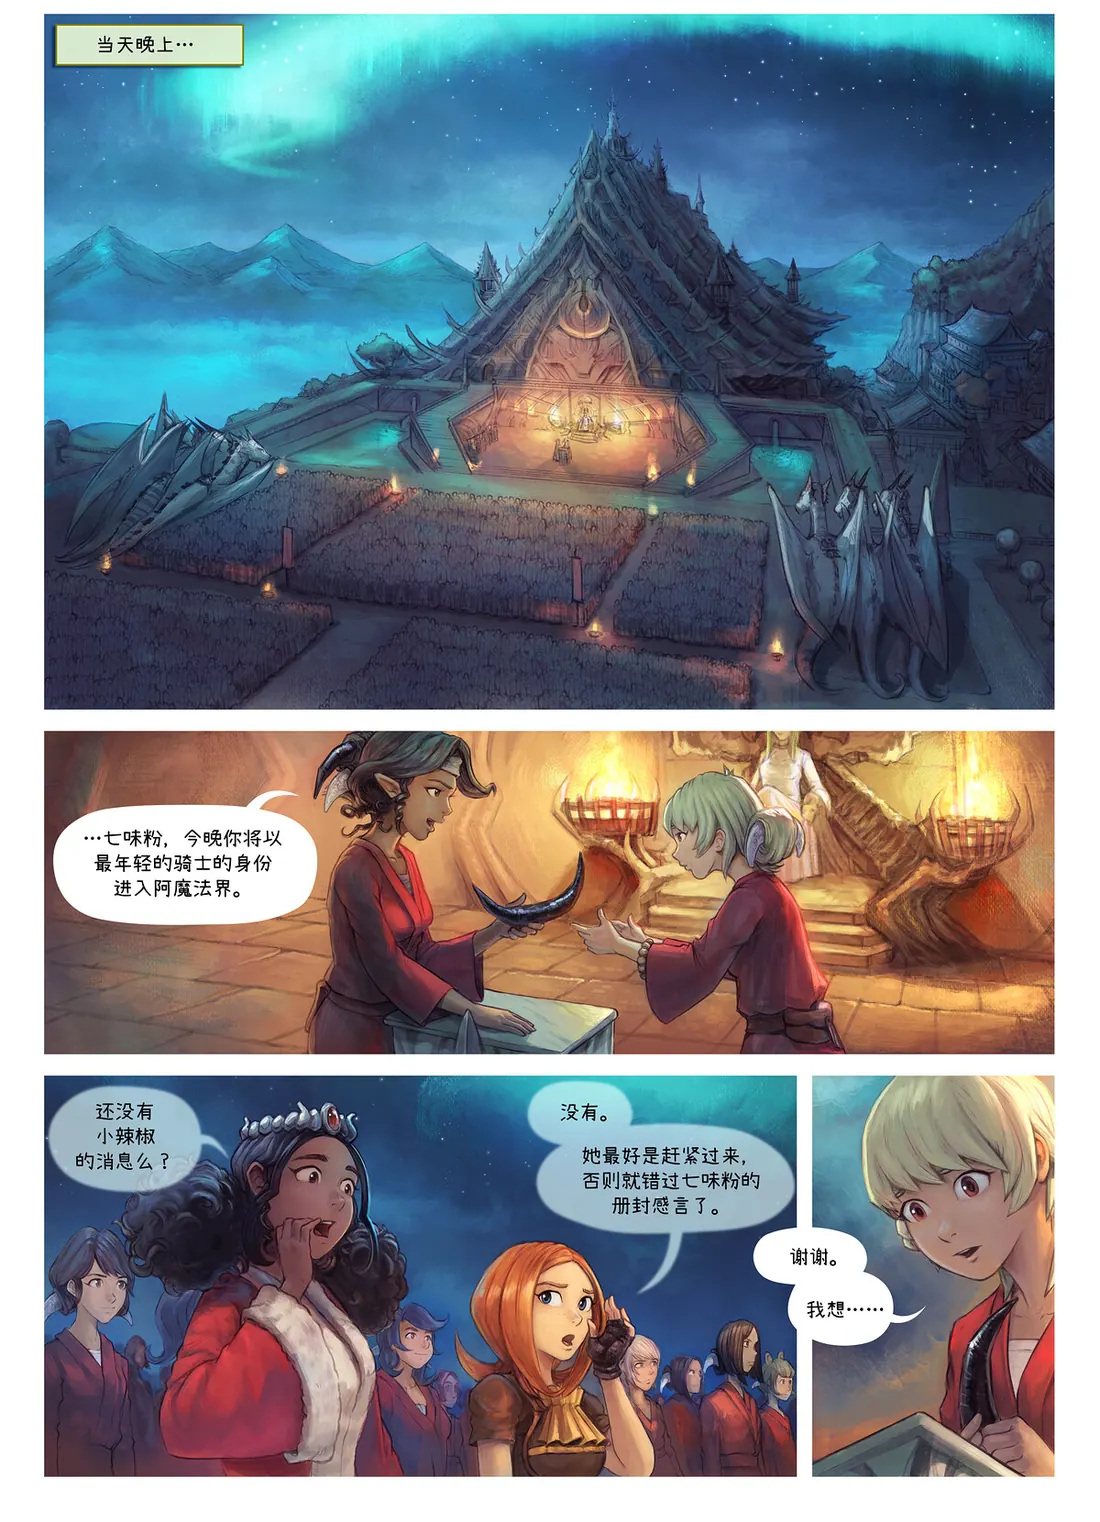 当天晚上…
…七味粉，今晚你将以
最年轻的骑士的身份
进入阿魔法界。
还没有
小辣椒
的消息么？
没有。
她最好是赶紧过来，
否则就错过七味粉的
册封感言了。
谢谢。
我想……